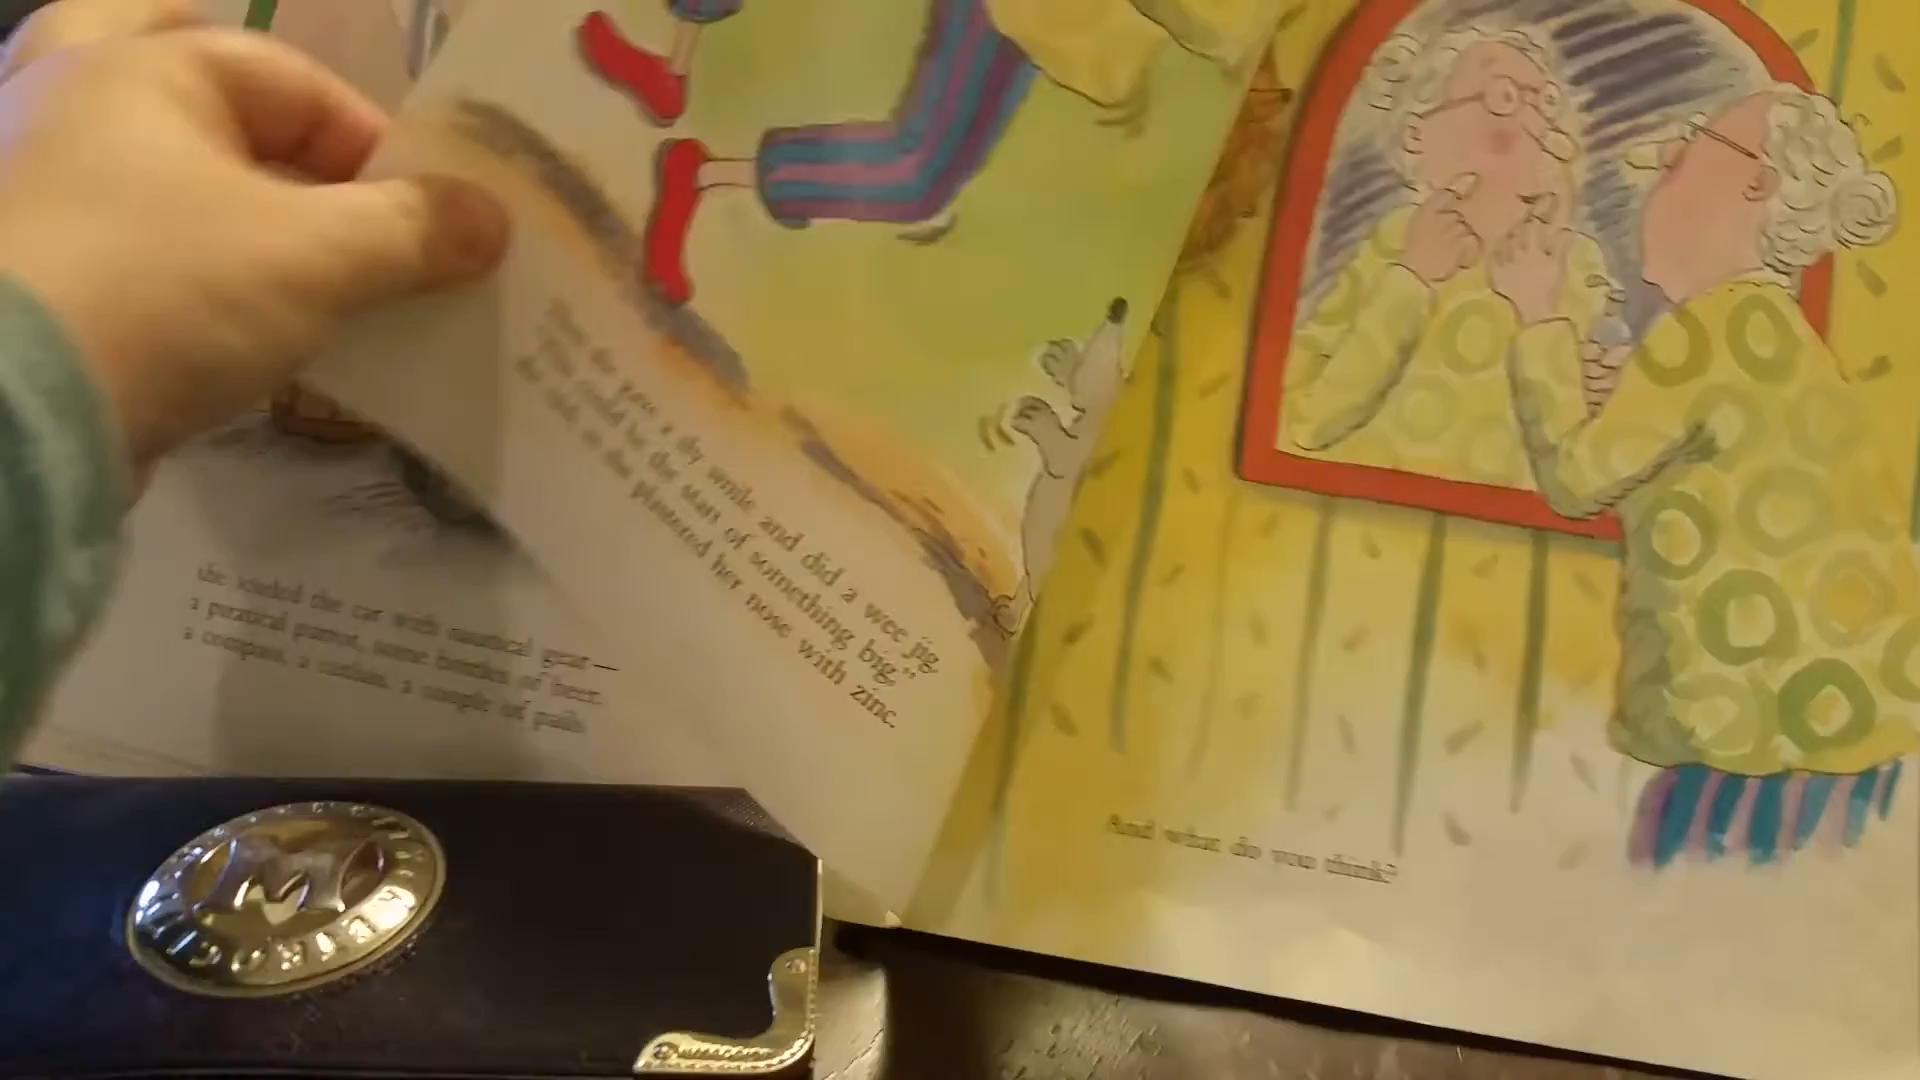 she loaded the car with nautical gear—
a piratical parrot, some bottles of beer,
a compass, a cutlass, a couple of pails
Then she gave a sly smile and did a wee jig.
"This could be the start of something big,"
she said, as she plastered her nose with zinc.
And what do you think?
M